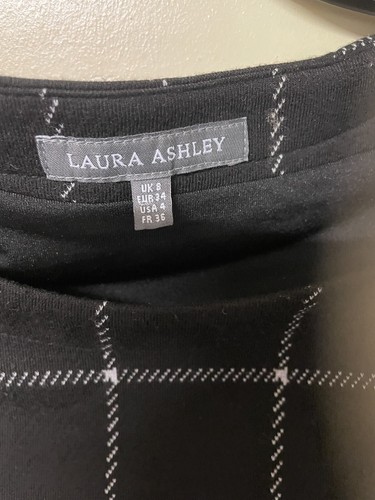 LAURA ASHLEY
UK 8
EUR 34
USA 4
FR 36